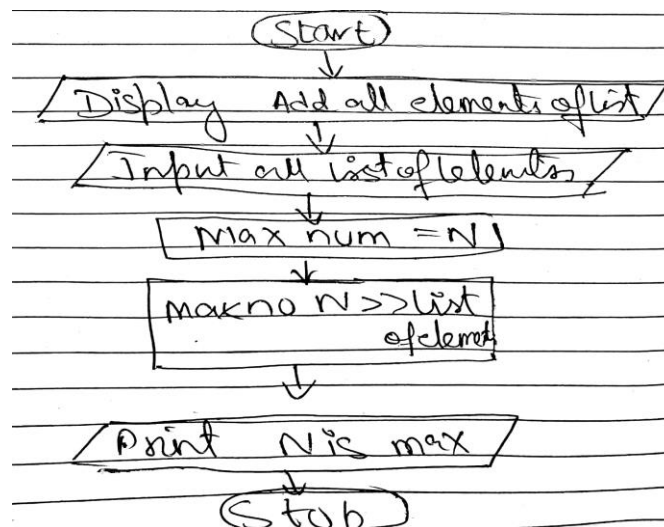 Start
Display Add all elements of list
Input all list of elemnts
Max num = N
max no N >> list
of element
Print N is max
Stop